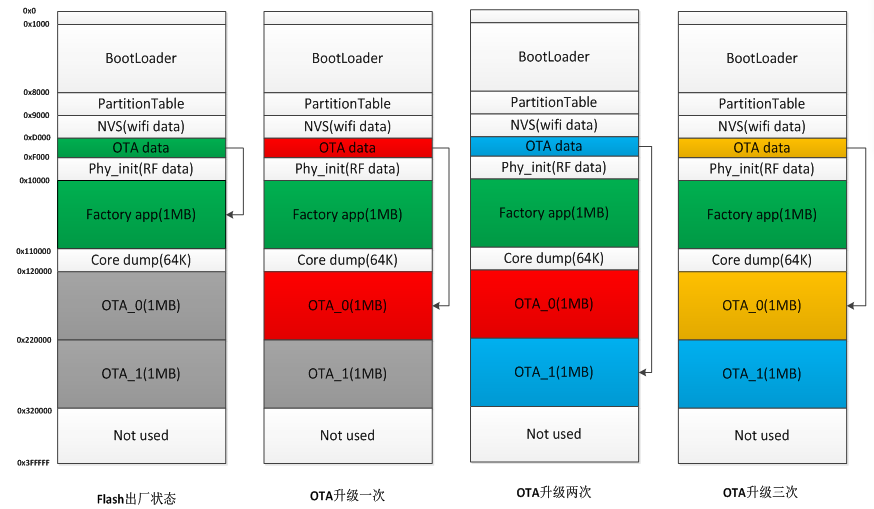 0x0
0x1000
BootLoader
0x8000
PartitionTable
0x9000
NVS(wifi data)
0xD000
OTA data
0xF000
Phy_init(RF data)
0x10000
Factory app(1MB)
0x110000
Core dump(64K)
0x120000
OTA_0(1MB)
0x220000
OTA_1(1MB)
0x320000
Not used
0x3FFFFF
Flash出厂状态
BootLoader
PartitionTable
NVS(wifi data)
OTA data
Phy_init(RF data)
Factory app(1MB)
Core dump(64K)
OTA_0(1MB)
OTA_1(1MB)
Not used
OTA升级一次
BootLoader
PartitionTable
NVS(wifi data)
OTA data
Phy_init(RF data)
Factory app(1MB)
Core dump(64K)
OTA_0(1MB)
OTA_1(1MB)
Not used
OTA升级两次
BootLoader
PartitionTable
NVS(wifi data)
OTA data
Phy_init(RF data)
Factory app(1MB)
Core dump(64K)
OTA_0(1MB)
OTA_1(1MB)
Not used
OTA升级三次